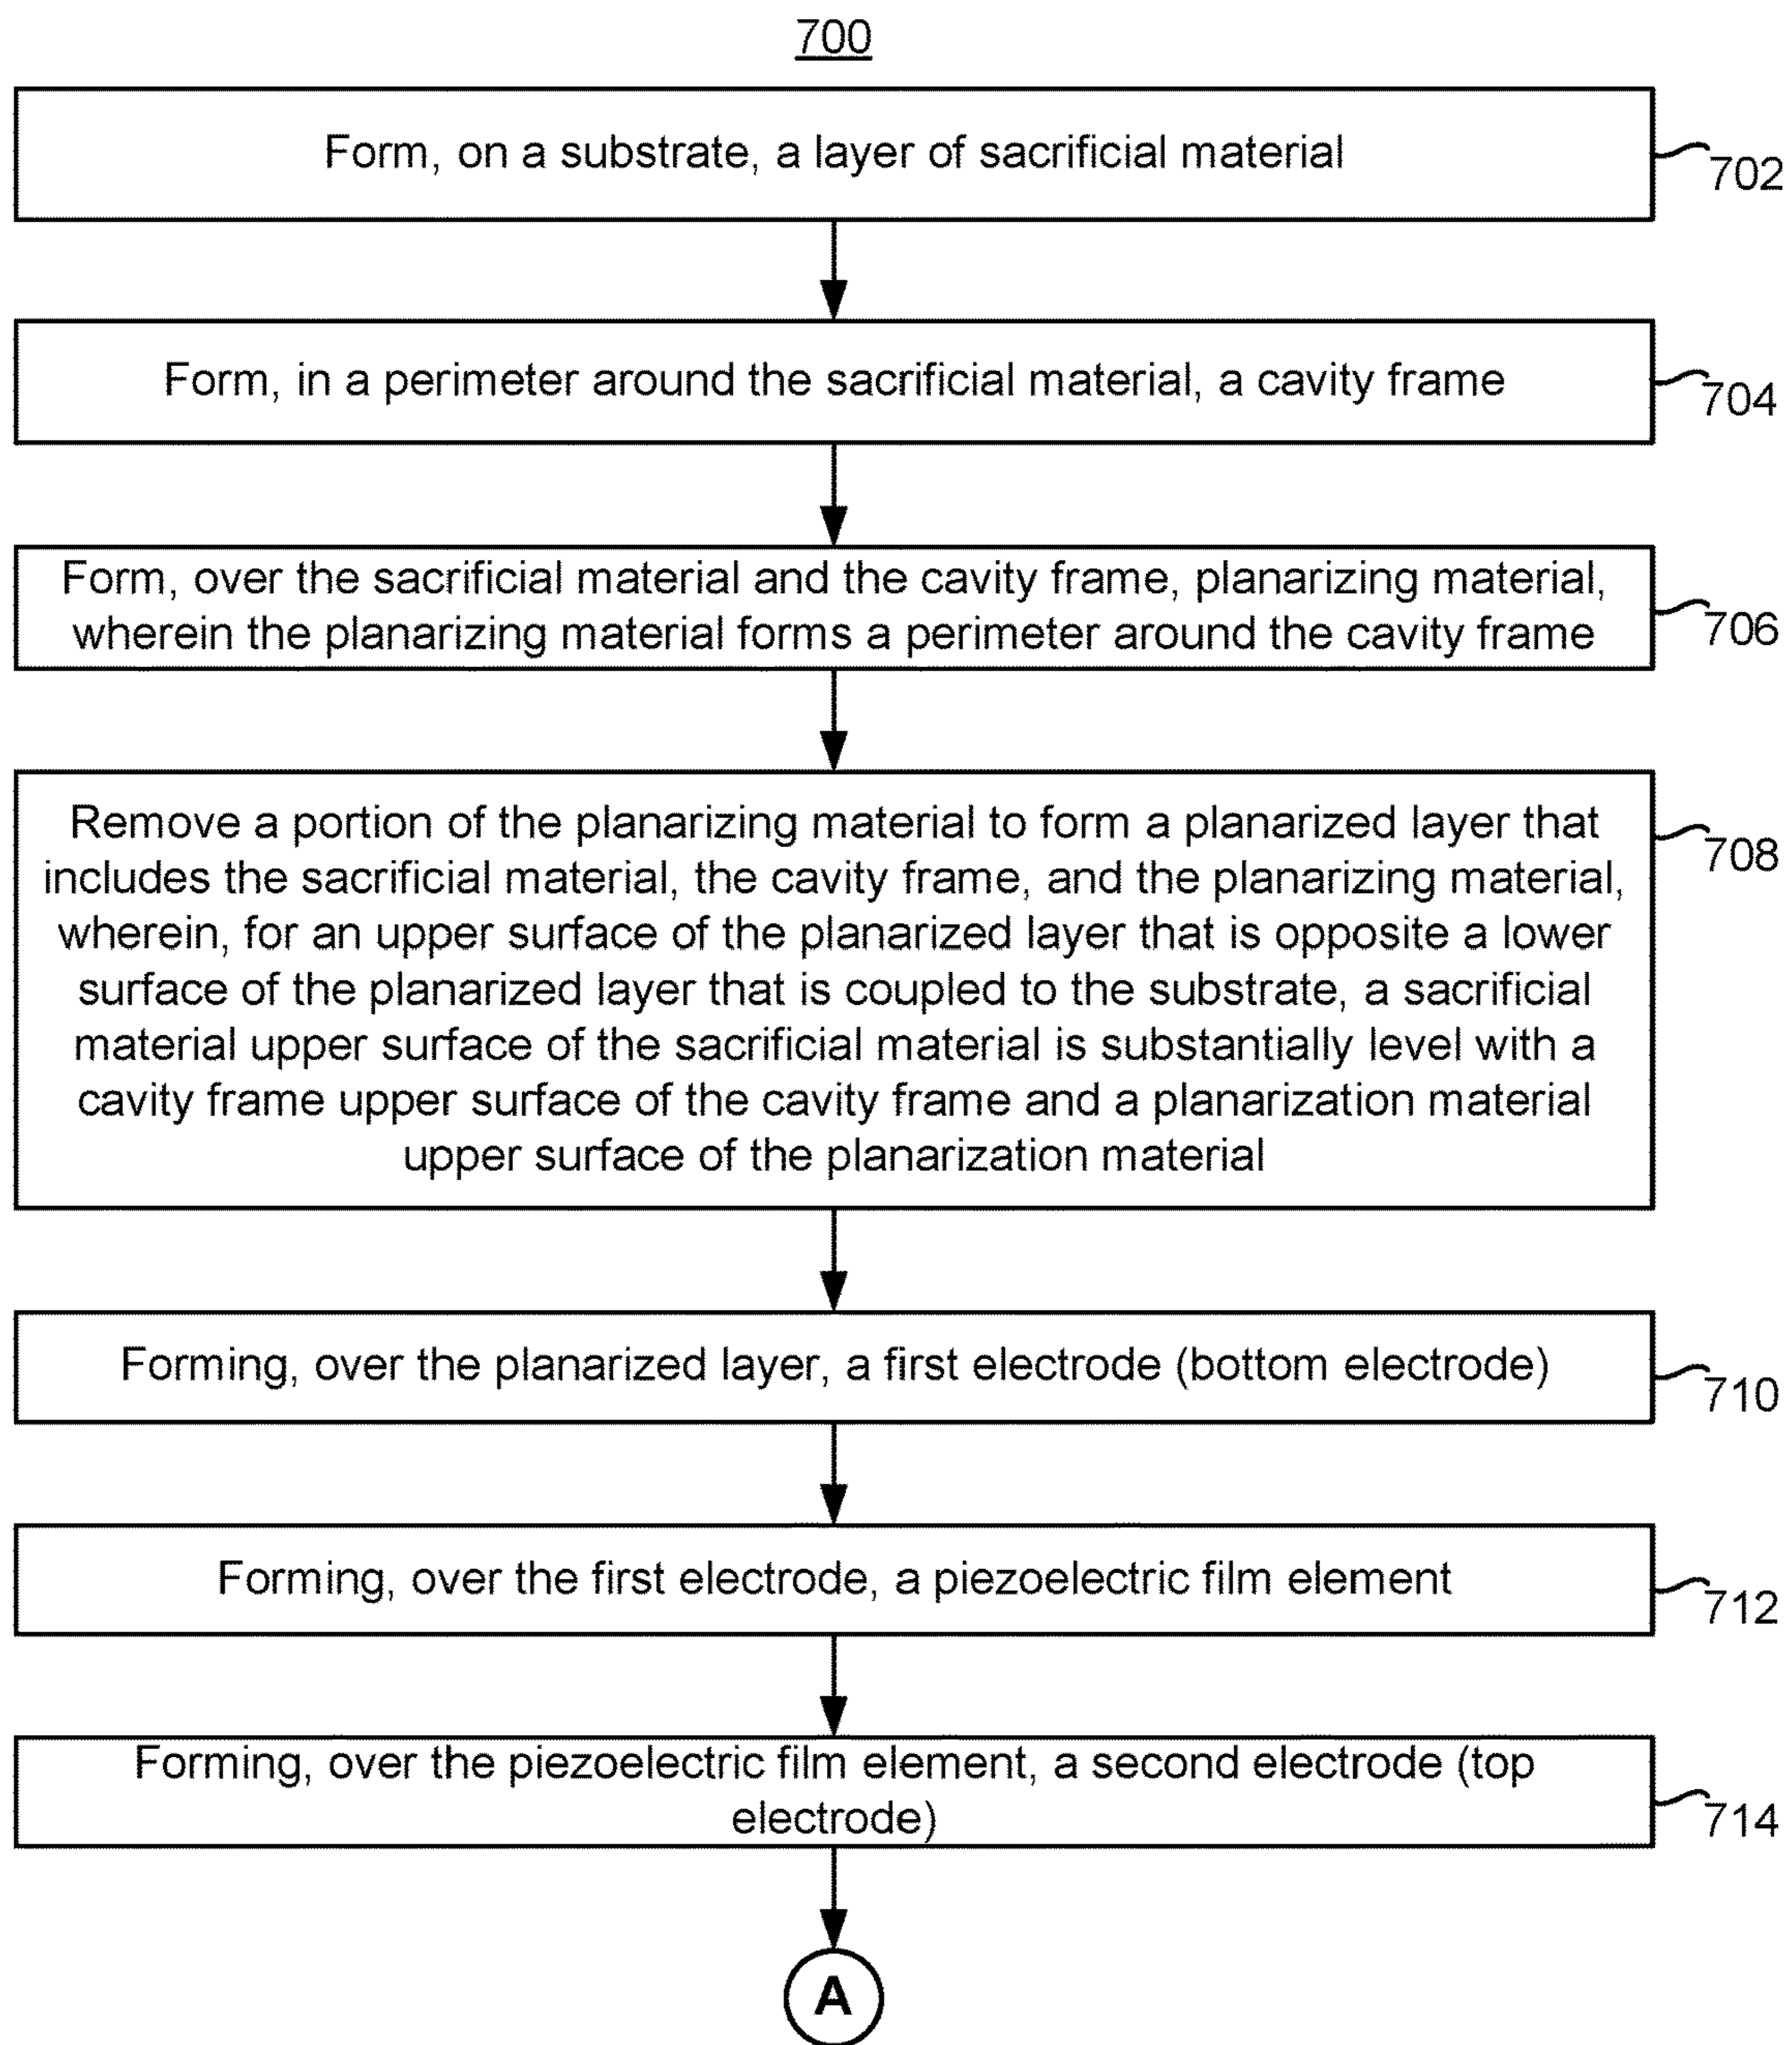 700
Form, on a substrate, a layer of sacrificial material
702
Form, in a perimeter around the sacrificial material, a cavity frame
704
Form, over the sacrificial material and the cavity frame, planarizing material,
wherein the planarizing material forms a perimeter around the cavity frame
706
Remove a portion of the planarizing material to form a planarized layer that
includes the sacrificial material, the cavity frame, and the planarizing material,
wherein, for an upper surface of the planarized layer that is opposite a lower
surface of the planarized layer that is coupled to the substrate, a sacrificial
material upper surface of the sacrificial material is substantially level with a
cavity frame upper surface of the cavity frame and a planarization material
upper surface of the planarization material
708
Forming, over the planarized layer, a first electrode (bottom electrode)
710
Forming, over the first electrode, a piezoelectric film element
712
Forming, over the piezoelectric film element, a second electrode (top
electrode)
714
A